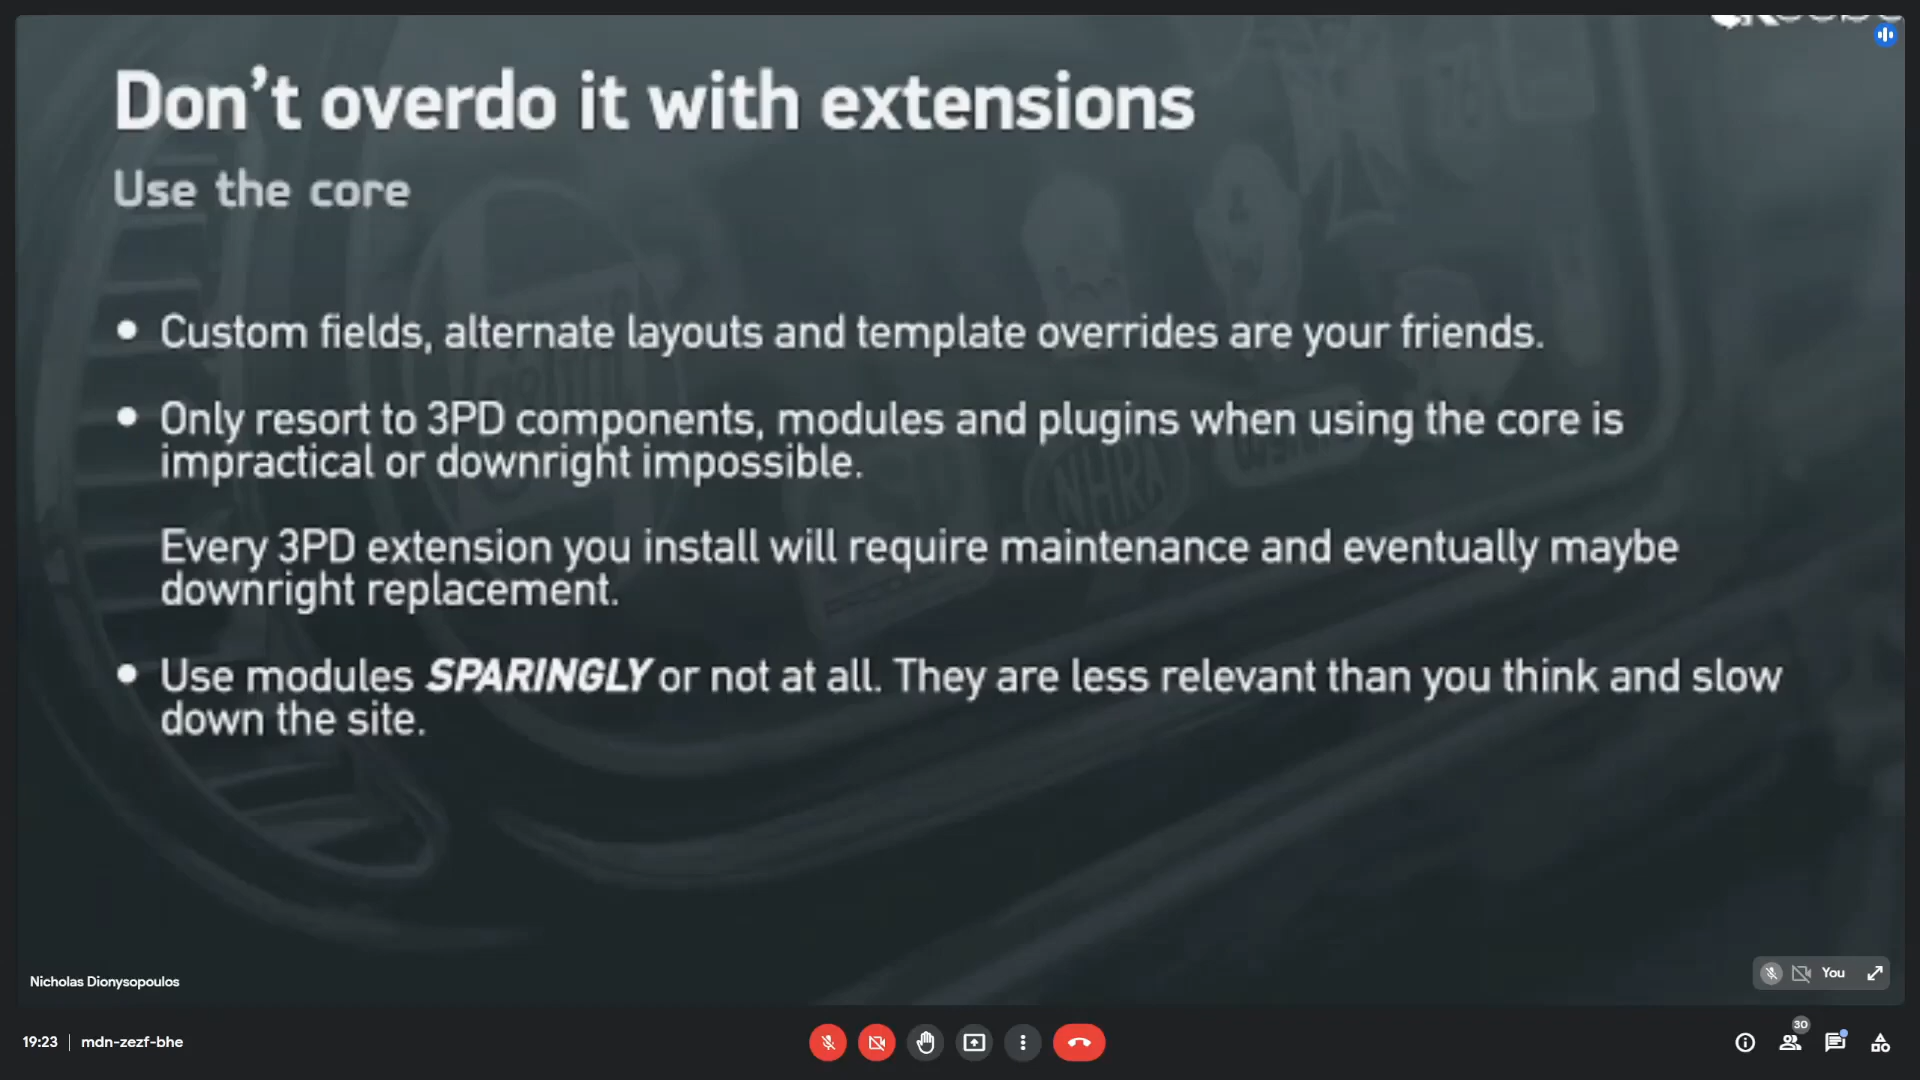 Don't overdo it with extensions
Use the core
• Custom fields, alternate layouts and template overrides are your friends.
• Only resort to 3PD components, modules and plugins when using the core is
impractical or downright impossible.
Every 3PD extension you install will require maintenance and eventually maybe
downright replacement.
• Use modules SPARINGLY or not at all. They are less relevant than you think and slow
down the site.
NHRA
Nicholas Dionysopoulos
You
19:23 | mdn-zezf-bhe
30